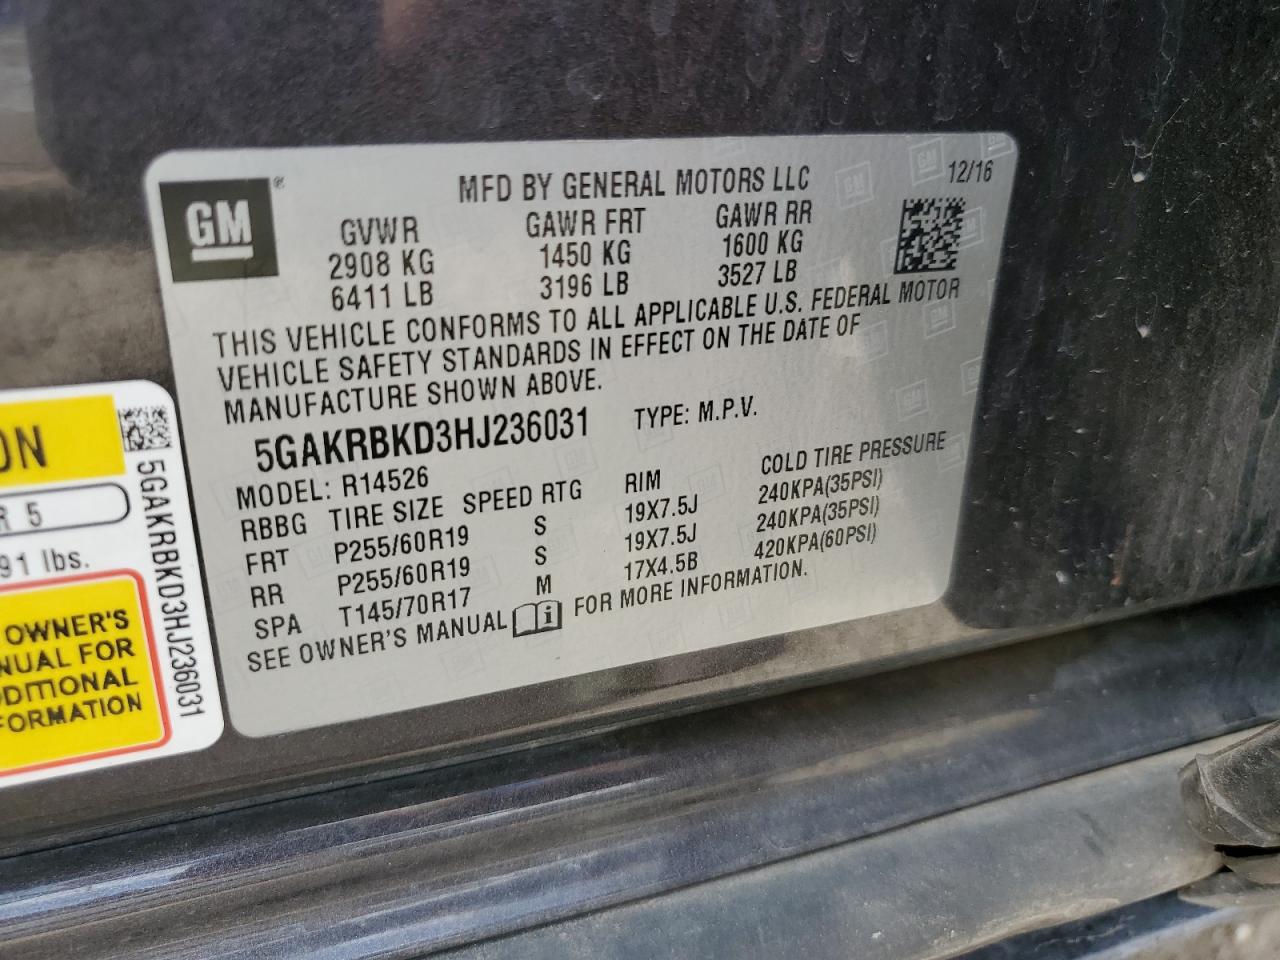 GM
®
MFD BY GENERAL MOTORS LLC
12/16
GVWR GAWR FRT GAWR RR
2908 KG 1450 KG 1600 KG
6411 LB 3196 LB 3527 LB
THIS VEHICLE CONFORMS TO ALL APPLICABLE U.S. FEDERAL MOTOR
VEHICLE SAFETY STANDARDS IN EFFECT ON THE DATE OF
MANUFACTURE SHOWN ABOVE.
5GAKRBKD3HJ236031 TYPE: M.P.V.
MODEL: R14526
RBBG TIRE SIZE SPEED RTG RIM COLD TIRE PRESSURE
FRT P255/60R19 S 19X7.5J 240KPA(35PSI)
RR P255/60R19 S 19X7.5J 240KPA(35PSI)
SPA T145/70R17 M 17X4.5B 420KPA(60PSI)
SEE OWNER'S MANUAL i FOR MORE INFORMATION.
ON
R 5
91 lbs.
OWNER'S
NUAL FOR
DDITIONAL
FORMATION
5GAKRBKD3HJ236031